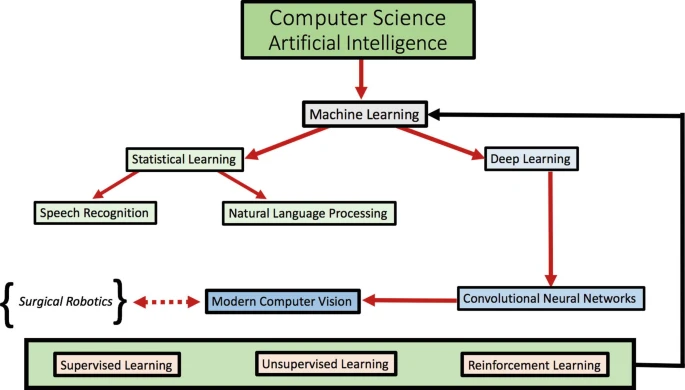 Computer Science
Artificial Intelligence
Machine Learning
Statistical Learning
Deep Learning
Speech Recognition
Natural Language Processing
{ Surgical Robotics }
Modern Computer Vision
Convolutional Neural Networks
Supervised Learning
Unsupervised Learning
Reinforcement Learning